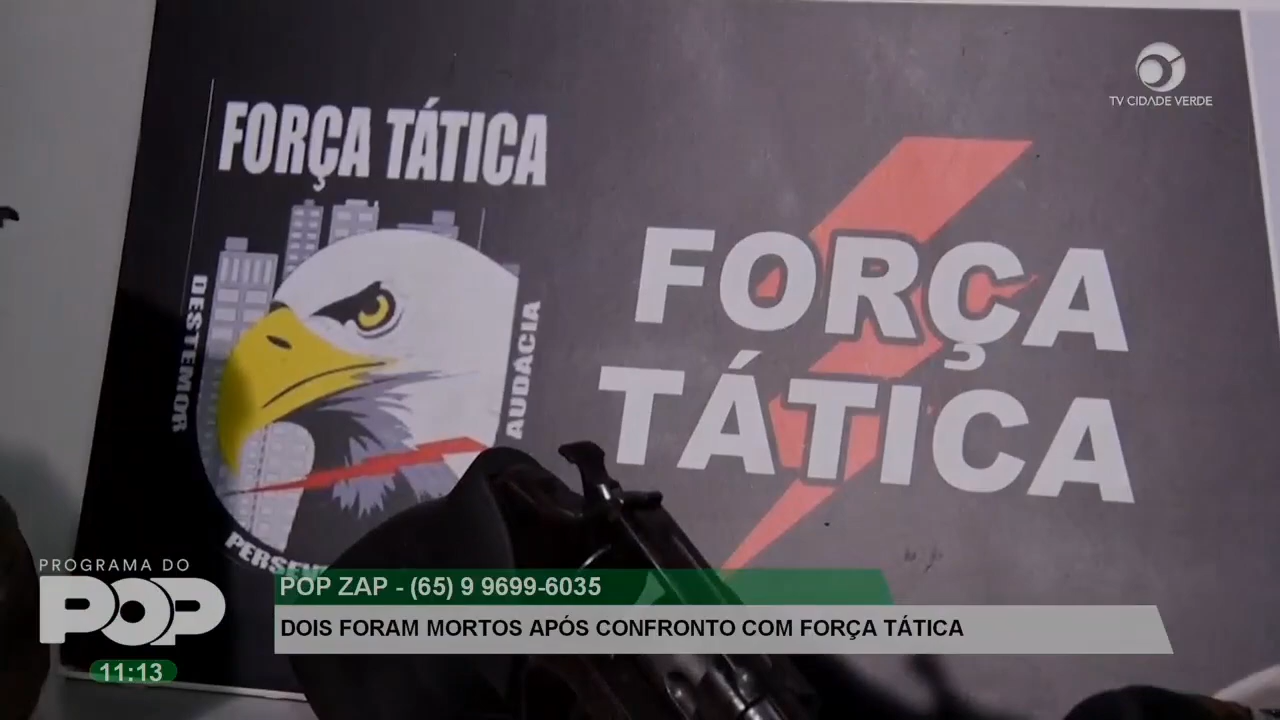 TV CIDADE VERDE
FORÇA TÁTICA
DESTEMOR
AUDÁCIA
FORÇA
TÁTICA
PROGRAMA DO
POP
11:13
POP ZAP - (65) 9 9699-6035
DOIS FORAM MORTOS APÓS CONFRONTO COM FORÇA TÁTICA